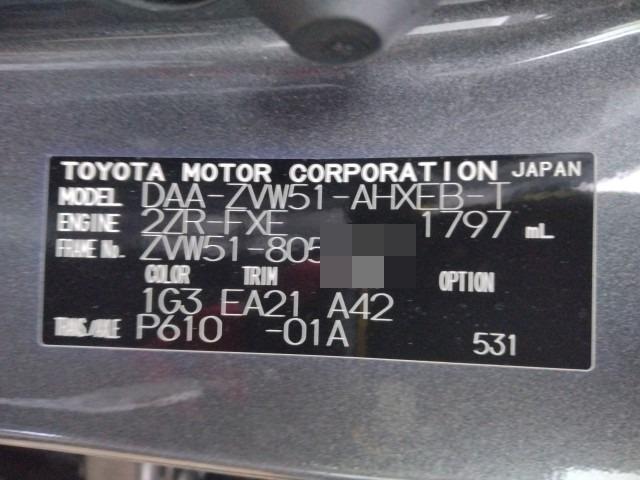 TOYOTA MOTOR CORPORATION JAPAN
MODEL DAA-ZVW51-AHXEB-T
ENGINE 2ZR-FXE 1797 mL
FRAME No. ZVW51-805
COLOR TRIM OPTION
1G3 EA21 A42
TRANS/AXLE P610 -01A 531